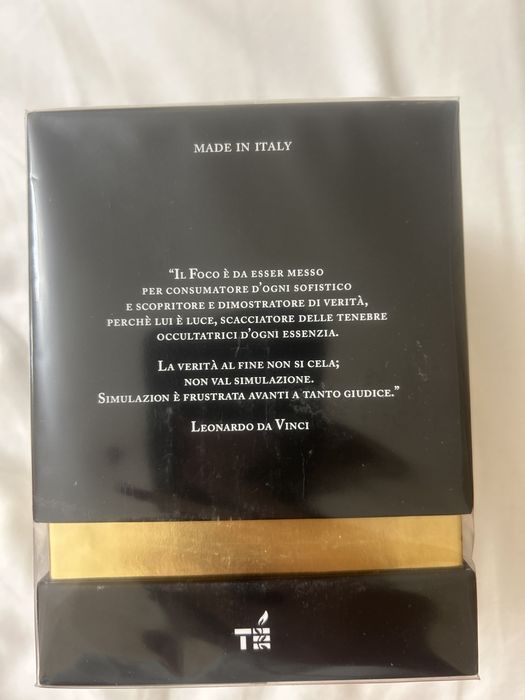 MADE IN ITALY
“IL FOCO È DA ESSER MESSO
PER CONSUMATORE D’OGNI SOFISTICO
E SCOPRITORE E DIMOSTRATORE DI VERITÀ,
PERCHÈ LUI È LUCE, SCACCIATORE DELLE TENEBRE
OCCULTATRICI D’OGNI ESSENZIA.
LA VERITÀ AL FINE NON SI CELA;
NON VAL SIMULAZIONE.
SIMULAZION È FRUSTRATA AVANTI A TANTO GIUDICE.”
LEONARDO DA VINCI